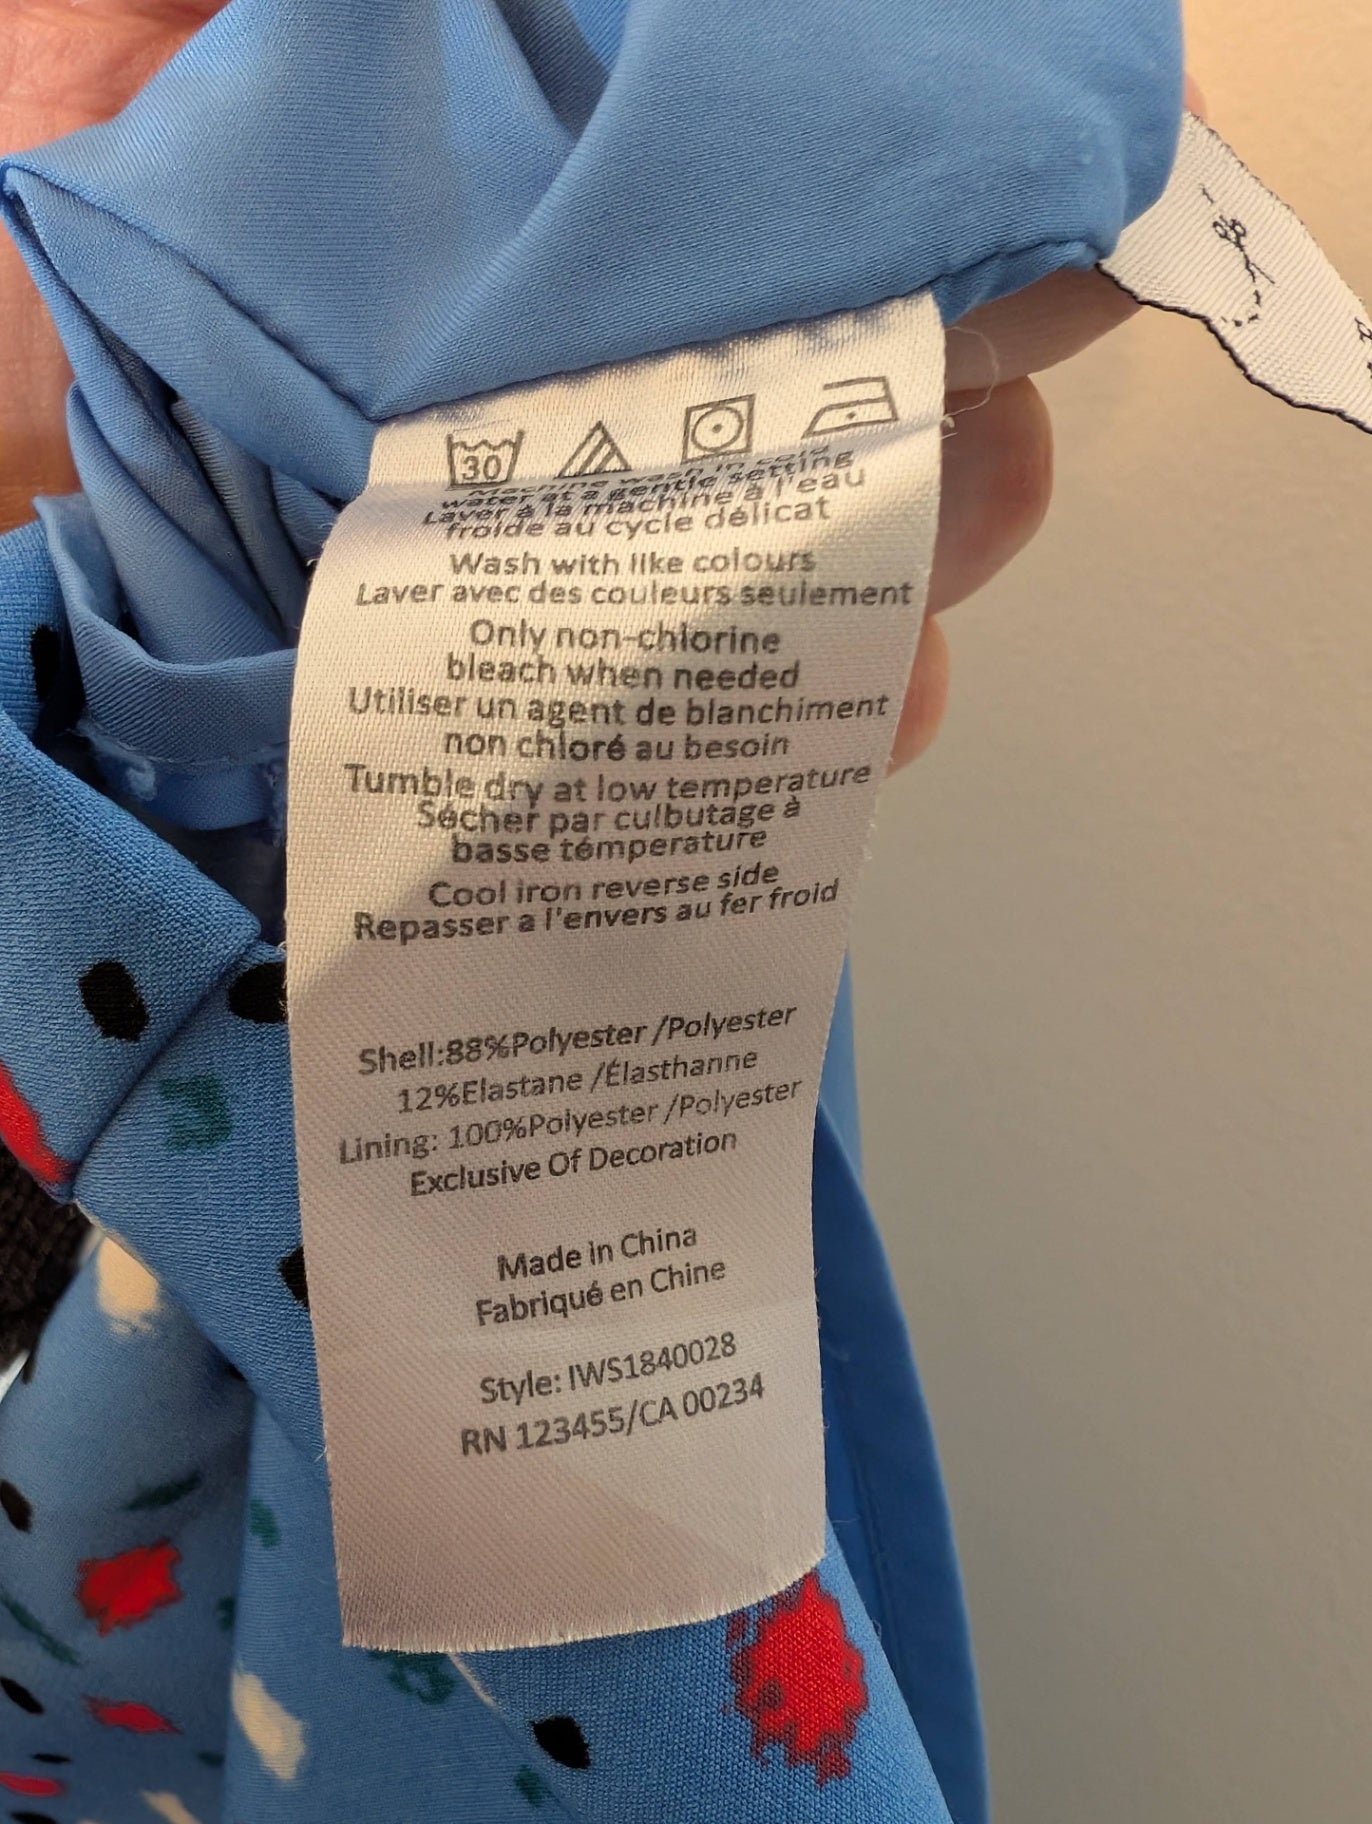 30
Machine wash in cold
water at a gentle setting
Laver à la machine à l'eau
froide au cycle délicat
Wash with like colours
Laver avec des couleurs seulement
Only non-chlorine
bleach when needed
Utiliser un agent de blanchiment
non chloré au besoin
Tumble dry at low temperature
Sécher par culbutage à
basse température
Cool iron reverse side
Repasser a l'envers au fer froid
Shell:88%Polyester /Polyester
12%Elastane /Élasthanne
Lining: 100%Polyester /Polyester
Exclusive Of Decoration
Made in China
Fabriqué en Chine
Style: IWS1840028
RN 123455/CA 00234